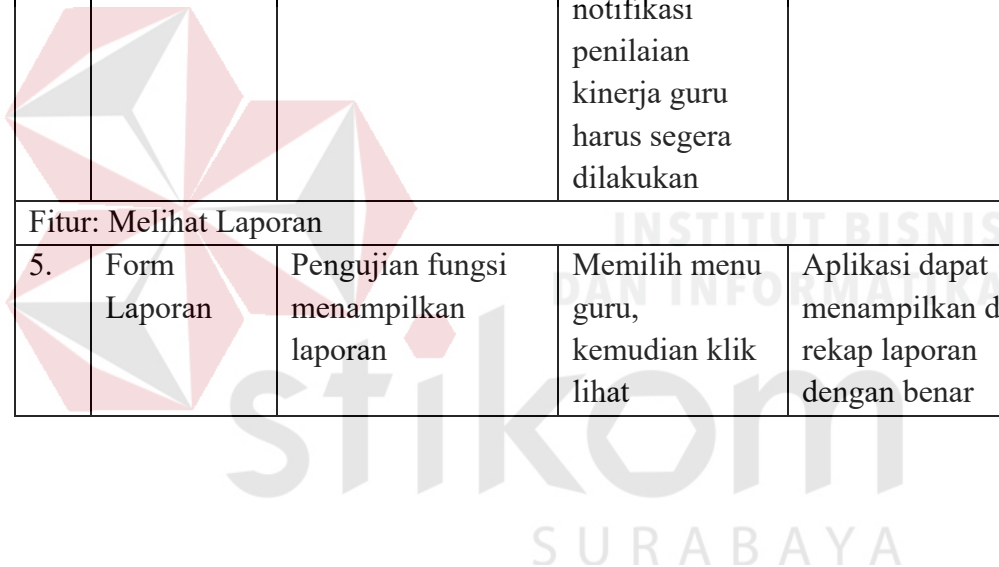 notifikasi
penilaian
kinerja guru
harus segera
dilakukan
Fitur: Melihat Laporan
5. Form Laporan
Pengujian fungsi menampilkan laporan
Memilih menu guru, kemudian klik lihat
Aplikasi dapat menampilkan d
rekap laporan dengan benar
INSTITUT BISNIS
DAN INFORMATIKA
stikom
SURABAYA